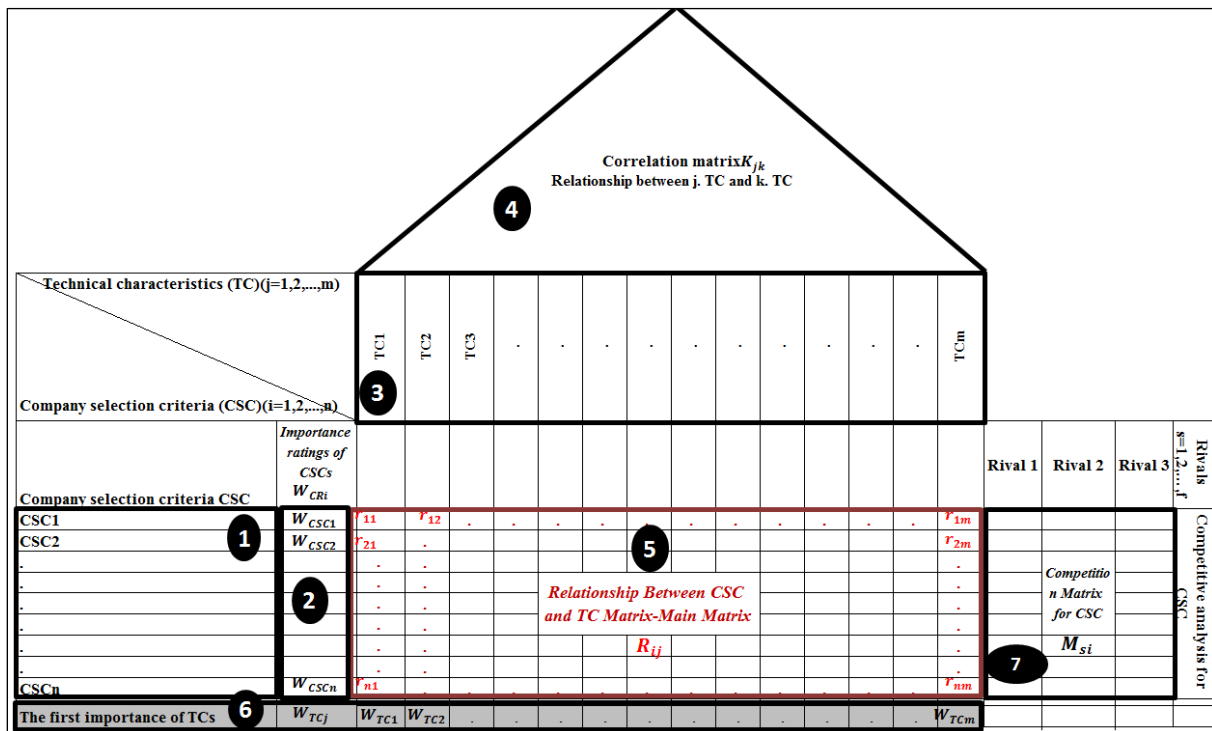 Correlation matrix K_jk
Relationship between j. TC and k. TC
4
Technical characteristics (TC)(j=1,2,...,m)
TC1 TC2 TC3 . . . . . . . . . . TCm
3
Company selection criteria (CSC)(i=1,2,...,n)
Importance
ratings of
CSCs
W_CRi
Company selection criteria CSC
Rival 1 Rival 2 Rival 3
Rivals
s=1,2,...,f
CSC1 W_CSC1 r_11 r_12 . . . . . . . . . . . r_1m
1
CSC2 W_CSC2 r_21 . r_2m
5
2
. . . .
. . . .
. . . .
. . . .
. . . .
. . . .
Relationship Between CSC
and TC Matrix-Main Matrix
R_ij
Competitio
n Matrix
for CSC
M_si
7
Competitive analysis for
CSC
CSCn W_CSCn r_n1 . . . . . . . . . . . . r_nm
6
The first importance of TCs W_TCj W_TC1 W_TC2 . . . . . . . . . . . W_TCm